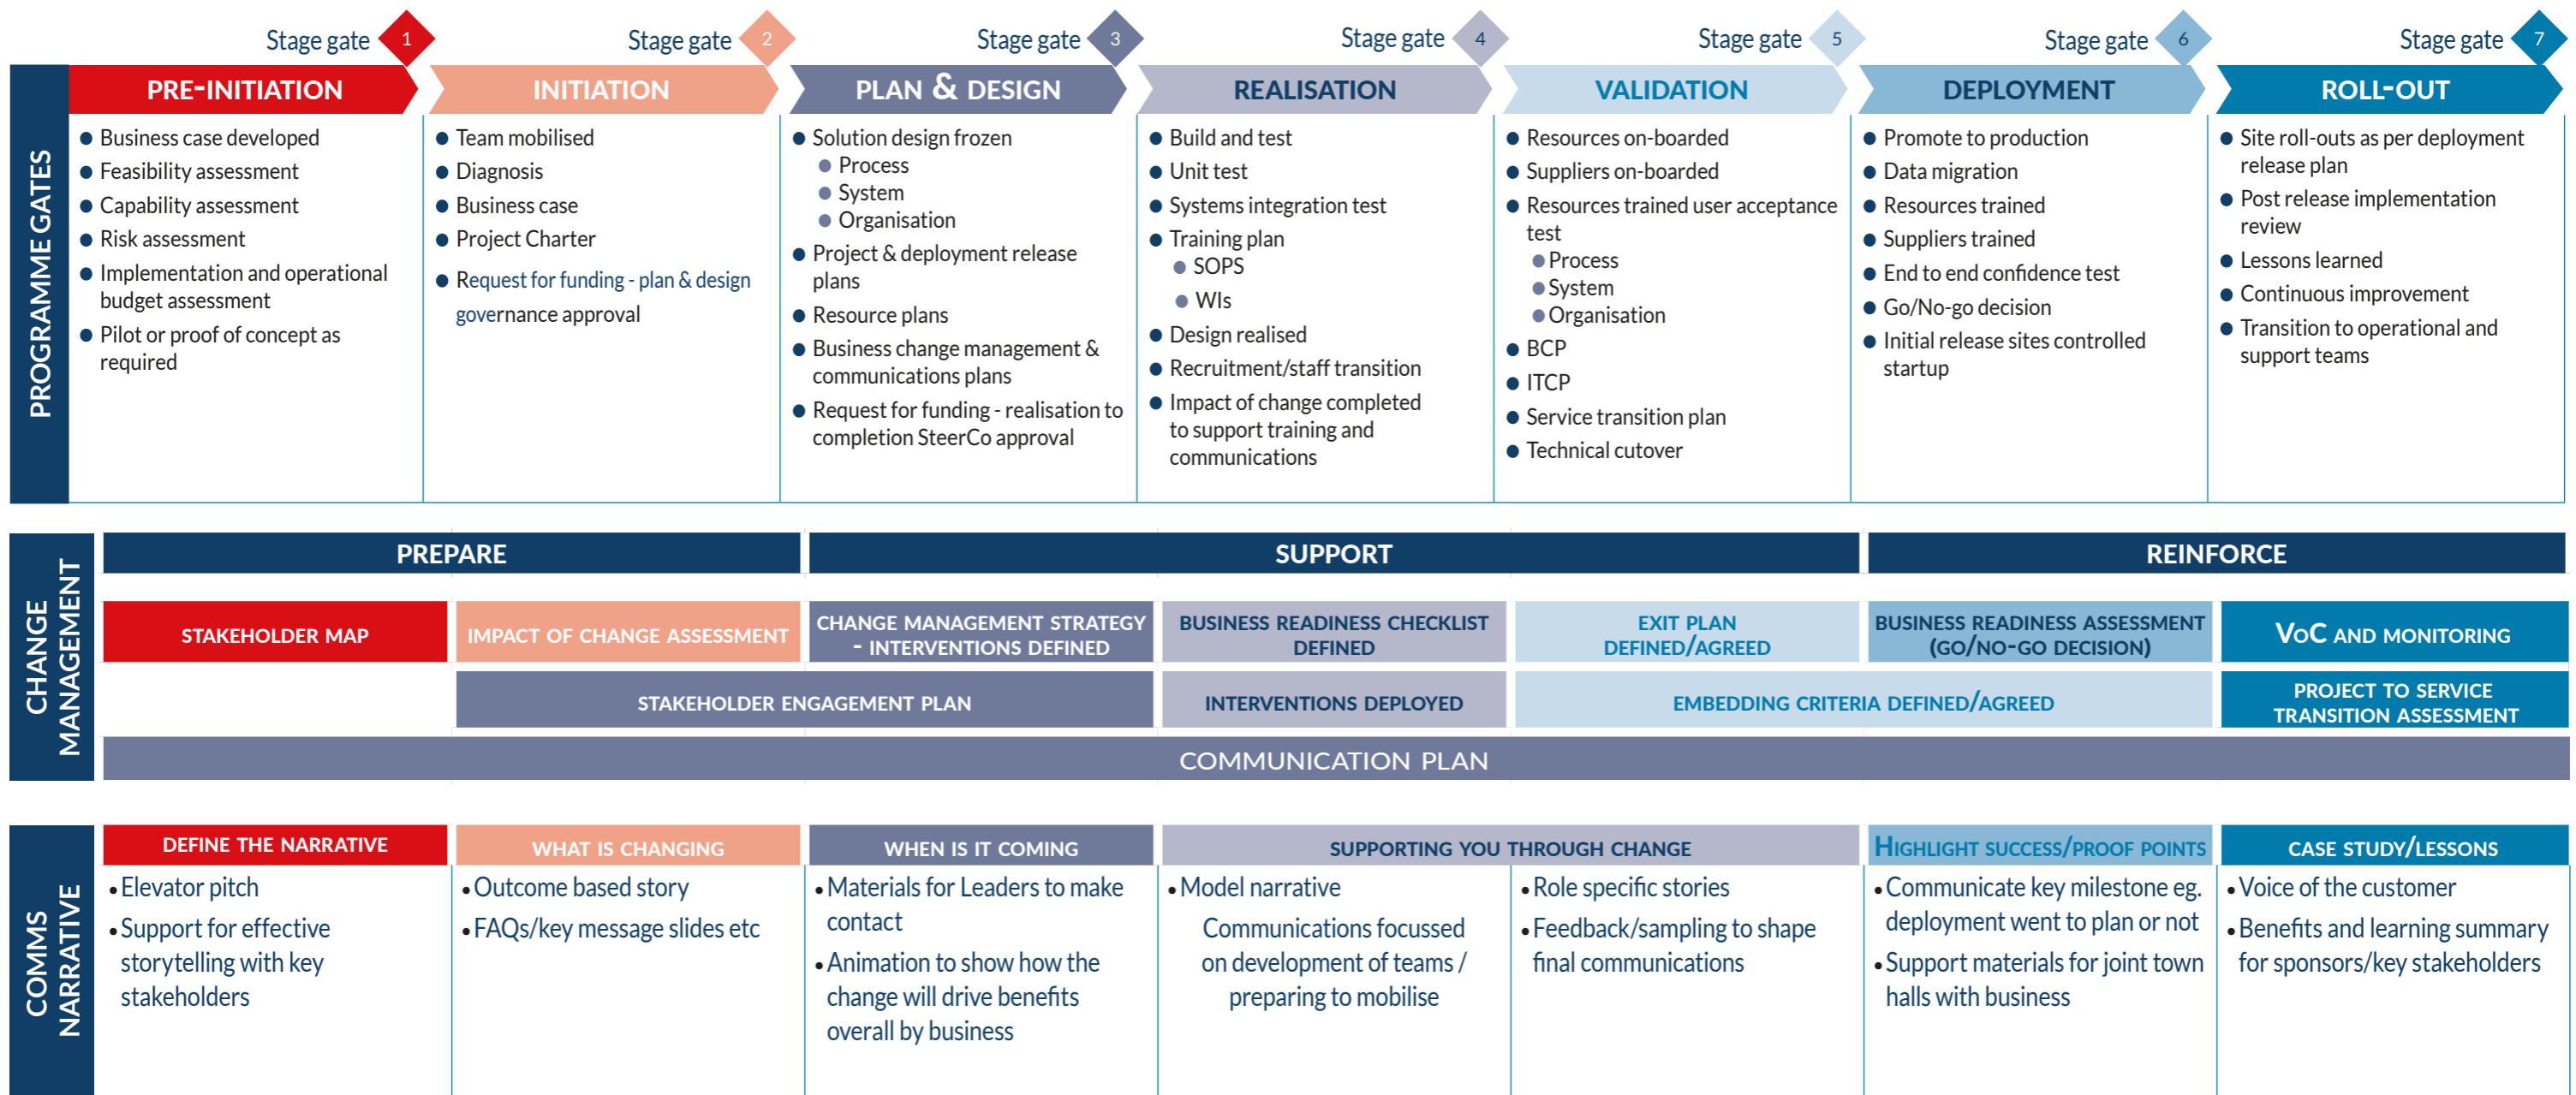 Stage gate 1
Stage gate 2
Stage gate 3
Stage gate 4
Stage gate 5
Stage gate 6
Stage gate 7
PROGRAMME GATES
PRE-INITIATION
Business case developed
Feasibility assessment
Capability assessment
Risk assessment
Implementation and operational
budget assessment
Pilot or proof of concept as
required
INITIATION
Team mobilised
Diagnosis
Business case
Project Charter
Request for funding - plan & design
governance approval
PLAN & DESIGN
Solution design frozen
Process
System
Organisation
Project & deployment release
plans
Resource plans
Business change management &
communications plans
Request for funding - realisation to
completion SteerCo approval
REALISATION
Build and test
Unit test
Systems integration test
Training plan
SOPS
WIs
Design realised
Recruitment/staff transition
Impact of change completed
to support training and
communications
VALIDATION
Resources on-boarded
Suppliers on-boarded
Resources trained user acceptance
test
Process
System
Organisation
BCP
ITCP
Service transition plan
Technical cutover
DEPLOYMENT
Promote to production
Data migration
Resources trained
Suppliers trained
End to end confidence test
Go/No-go decision
Initial release sites controlled
startup
ROLL-OUT
Site roll-outs as per deployment
release plan
Post release implementation
review
Lessons learned
Continuous improvement
Transition to operational and
support teams
CHANGE
MANAGEMENT
PREPARE
SUPPORT
REINFORCE
STAKEHOLDER MAP
IMPACT OF CHANGE ASSESSMENT
CHANGE MANAGEMENT STRATEGY
- INTERVENTIONS DEFINED
BUSINESS READINESS CHECKLIST
DEFINED
EXIT PLAN
DEFINED/AGREED
BUSINESS READINESS ASSESSMENT
(GO/NO-GO DECISION)
VoC AND MONITORING
STAKEHOLDER ENGAGEMENT PLAN
INTERVENTIONS DEPLOYED
EMBEDDING CRITERIA DEFINED/AGREED
PROJECT TO SERVICE
TRANSITION ASSESSMENT
COMMUNICATION PLAN
COMMS
NARRATIVE
DEFINE THE NARRATIVE
Elevator pitch
Support for effective
storytelling with key
stakeholders
WHAT IS CHANGING
Outcome based story
FAQs/key message slides etc
WHEN IS IT COMING
Materials for Leaders to make
contact
Animation to show how the
change will drive benefits
overall by business
SUPPORTING YOU THROUGH CHANGE
Model narrative
Communications focussed
on development of teams /
preparing to mobilise
Role specific stories
Feedback/sampling to shape
final communications
HIGHLIGHT SUCCESS/PROOF POINTS
Communicate key milestone eg.
deployment went to plan or not
Support materials for joint town
halls with business
CASE STUDY/LESSONS
Voice of the customer
Benefits and learning summary
for sponsors/key stakeholders